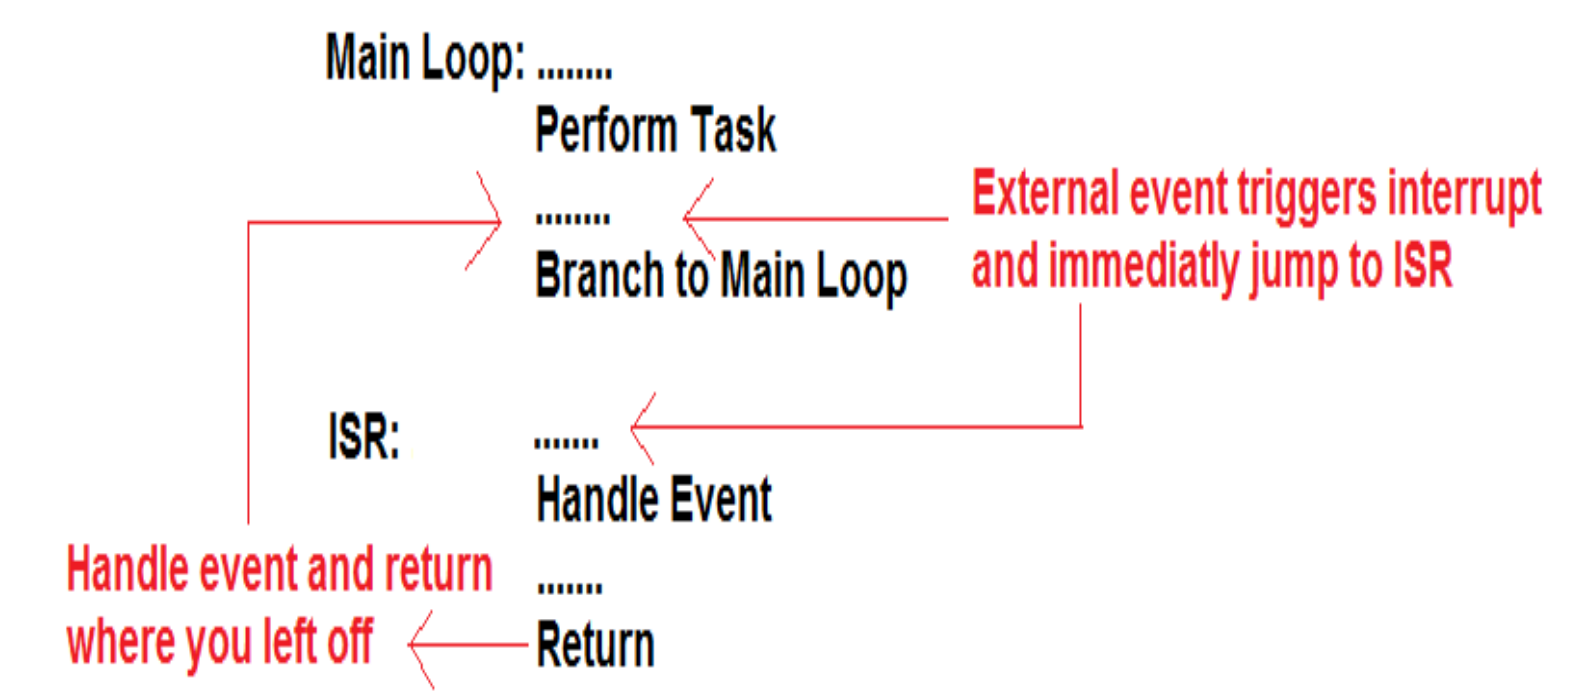 Main Loop: ........
Perform Task
........
Branch to Main Loop
External event triggers interrupt
and immediatly jump to ISR
ISR: .......
Handle Event
.......
Return
Handle event and return
where you left off